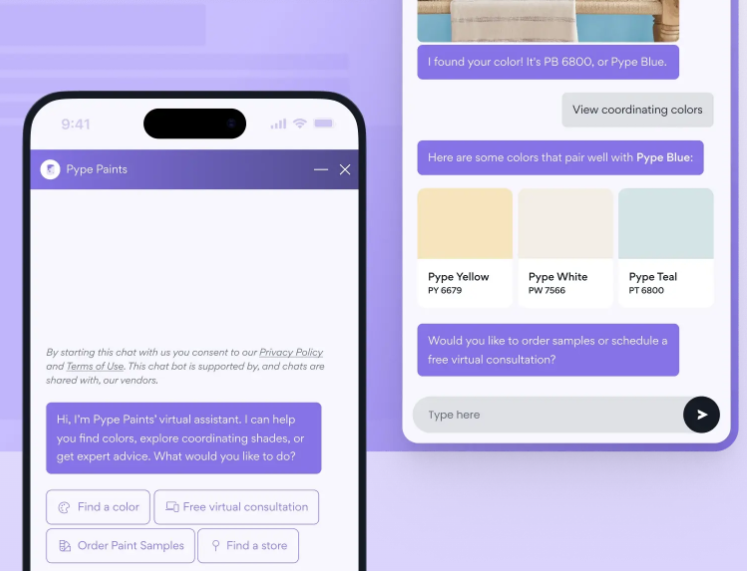 9:41
Pype Paints
By starting this chat with us you consent to our Privacy Policy
and Terms of Use. This chat bot is supported by, and chats are
shared with, our vendors.
Hi, I'm Pype Paints' virtual assistant. I can help
you find colors, explore coordinating shades, or
get expert advice. What would you like to do?
Find a color
Free virtual consultation
Order Paint Samples
Find a store
I found your color! It's PB 6800, or Pype Blue.
View coordinating colors
Here are some colors that pair well with Pype Blue:
Pype Yellow
PY 6679
Pype White
PW 7566
Pype Teal
PT 6800
Would you like to order samples or schedule a
free virtual consultation?
Type here